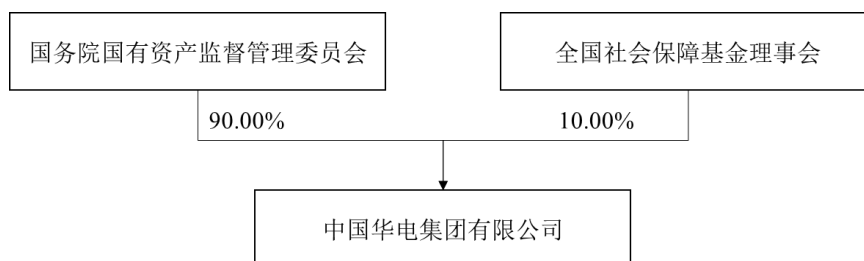 国务院国有资产监督管理委员会
全国社会保障基金理事会
90.00%
10.00%
中国华电集团有限公司